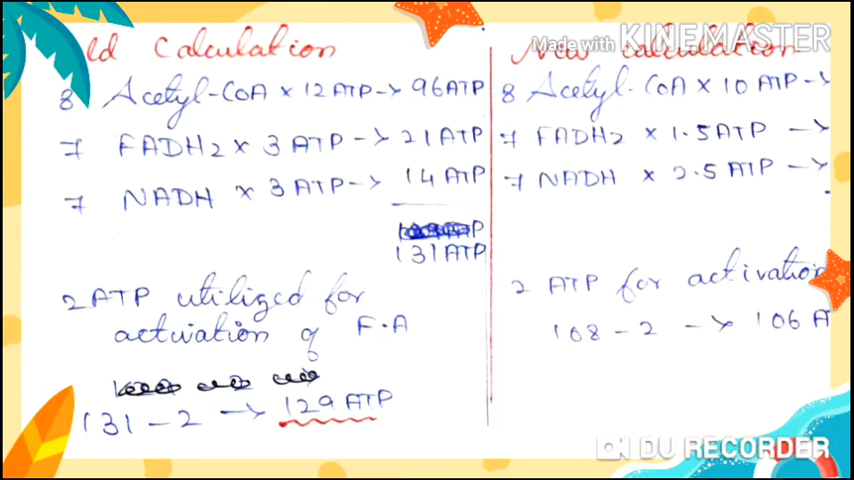 ld Calculation
8 Acetyl-CoA × 12 ATP -> 96ATP
7 FADH2 × 3 ATP -> 21 ATP
7 NADH × 3 ATP -> 14 ATP
131 ATP
2 ATP utilized for
activation of F.A
131 - 2 -> 129 ATP
Made with KINEMASTER
New Calculation
8 Acetyl-CoA × 10 ATP ->
7 FADH2 × 1.5 ATP ->
7 NADH × 2.5 ATP ->
2 ATP for activation
108 - 2 -> 106 A
DU RECORDER